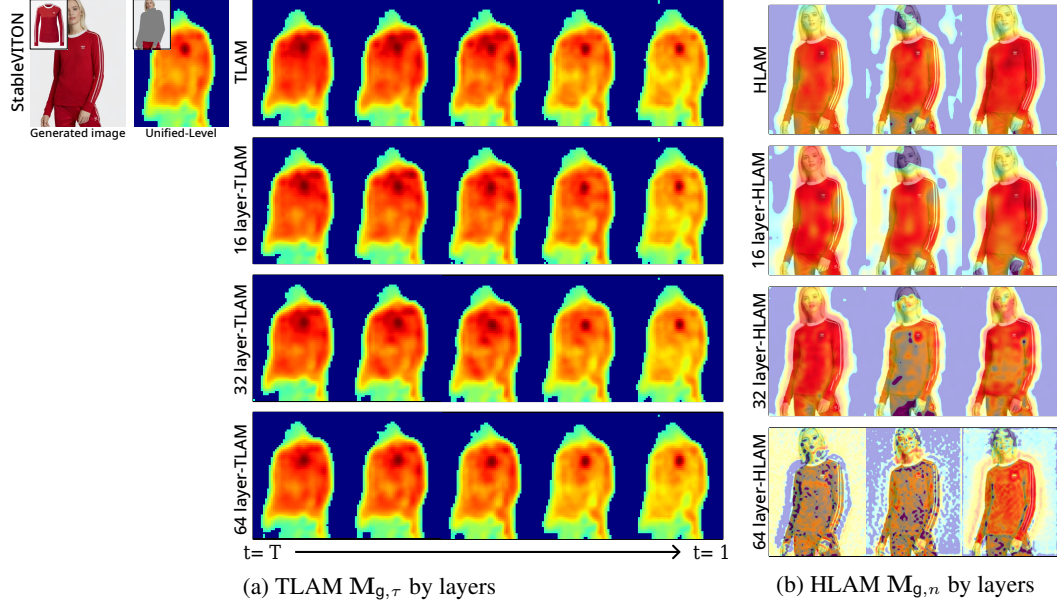 StableVITON
Generated image
Unified-Level
TLAM
16 layer-TLAM
32 layer-TLAM
64 layer-TLAM
t= T
t= 1
(a) TLAM M_{g,τ} by layers
HLAM
16 layer-HLAM
32 layer-HLAM
64 layer-HLAM
(b) HLAM M_{g,n} by layers